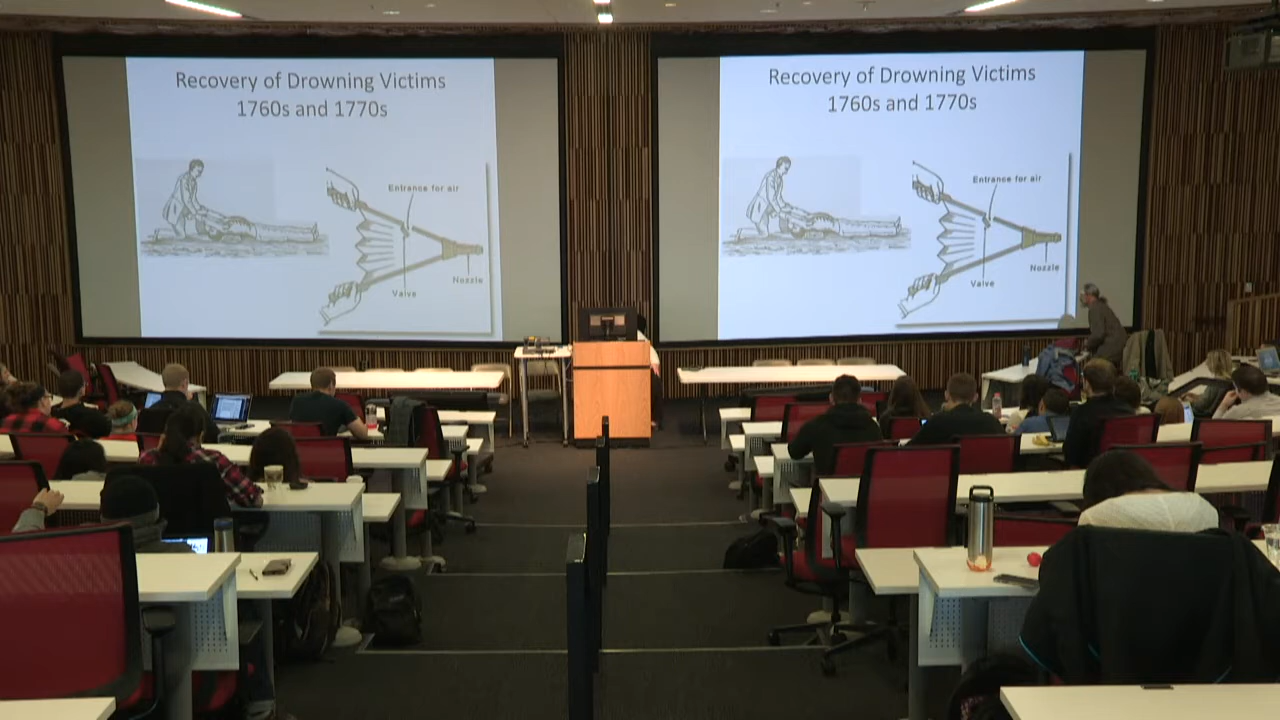 Recovery of Drowning Victims
1760s and 1770s
Entrance for air
Nozzle
Valve
Recovery of Drowning Victims
1760s and 1770s
Entrance for air
Nozzle
Valve